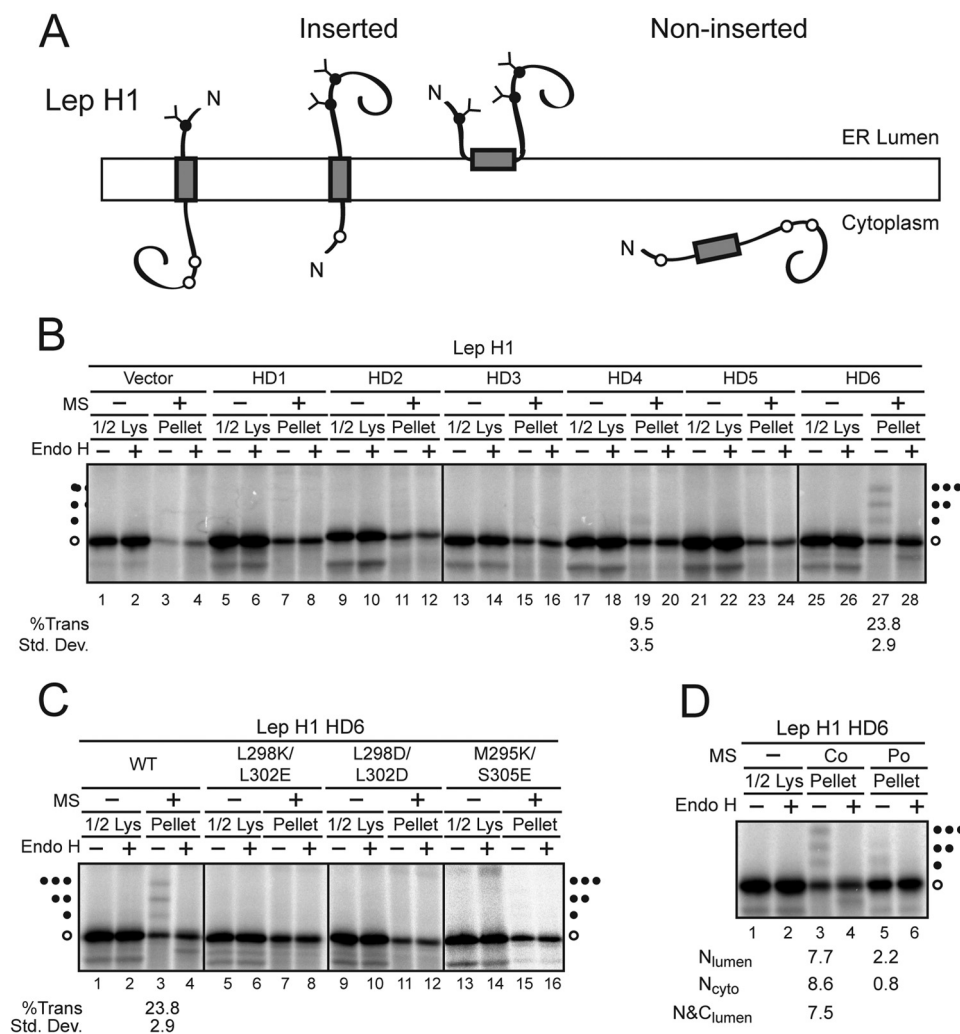 A
Inserted
Non-inserted
Lep H1
N
N
N
N
ER Lumen
Cytoplasm
B
Lep H1
Vector HD1 HD2 HD3 HD4 HD5 HD6
MS − + − + − + − + − + − + − +
1/2 Lys Pellet 1/2 Lys Pellet 1/2 Lys Pellet 1/2 Lys Pellet 1/2 Lys Pellet 1/2 Lys Pellet 1/2 Lys Pellet
Endo H − + − + − + − + − + − + − + − + − + − + − + − + − + − +
1 2 3 4 5 6 7 8 9 10 11 12 13 14 15 16 17 18 19 20 21 22 23 24 25 26 27 28
%Trans 9.5 23.8
Std. Dev. 3.5 2.9
C
Lep H1 HD6
WT L298K/ L298D/ M295K/
L302E L302D S305E
MS − + − + − + − +
1/2 Lys Pellet 1/2 Lys Pellet 1/2 Lys Pellet 1/2 Lys Pellet
Endo H − + − + − + − + − + − + − + − +
1 2 3 4 5 6 7 8 9 10 11 12 13 14 15 16
%Trans 23.8
Std. Dev. 2.9
D
Lep H1 HD6
MS − Co Po
1/2 Lys Pellet Pellet
Endo H − + − + − +
1 2 3 4 5 6
Nlumen 7.7 2.2
Ncyto 8.6 0.8
N&Clumen 7.5